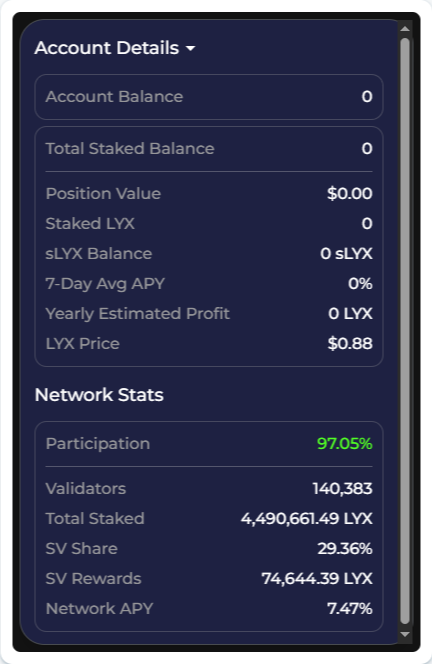 Account Details
Account Balance 0
Total Staked Balance 0
Position Value $0.00
Staked LYX 0
sLYX Balance 0 sLYX
7-Day Avg APY 0%
Yearly Estimated Profit 0 LYX
LYX Price $0.88
Network Stats
Participation 97.05%
Validators 140,383
Total Staked 4,490,661.49 LYX
SV Share 29.36%
SV Rewards 74,644.39 LYX
Network APY 7.47%